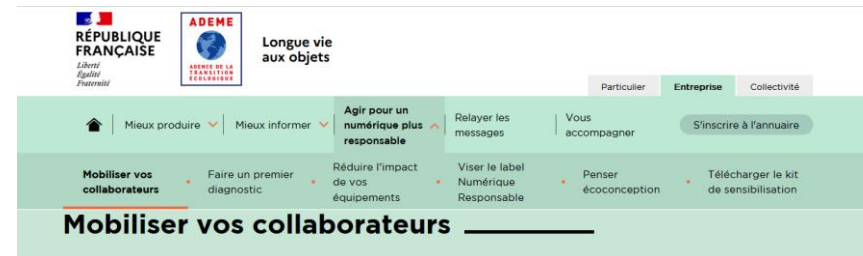 RÉPUBLIQUE
FRANÇAISE
Liberté
Égalité
Fraternité
ADEME
AGENCE DE LA
TRANSITION
ÉCOLOGIQUE
Longue vie
aux objets
Particulier
Entreprise
Collectivité
Mieux produire
Mieux informer
Agir pour un
numérique plus
responsable
Relayer les
messages
Vous
accompagner
S'inscrire à l'annuaire
Mobiliser vos
collaborateurs
Faire un premier
diagnostic
Réduire l'impact
de vos
équipements
Viser le label
Numérique
Responsable
Penser
écoconception
Télécharger le kit
de sensibilisation
Mobiliser vos collaborateurs